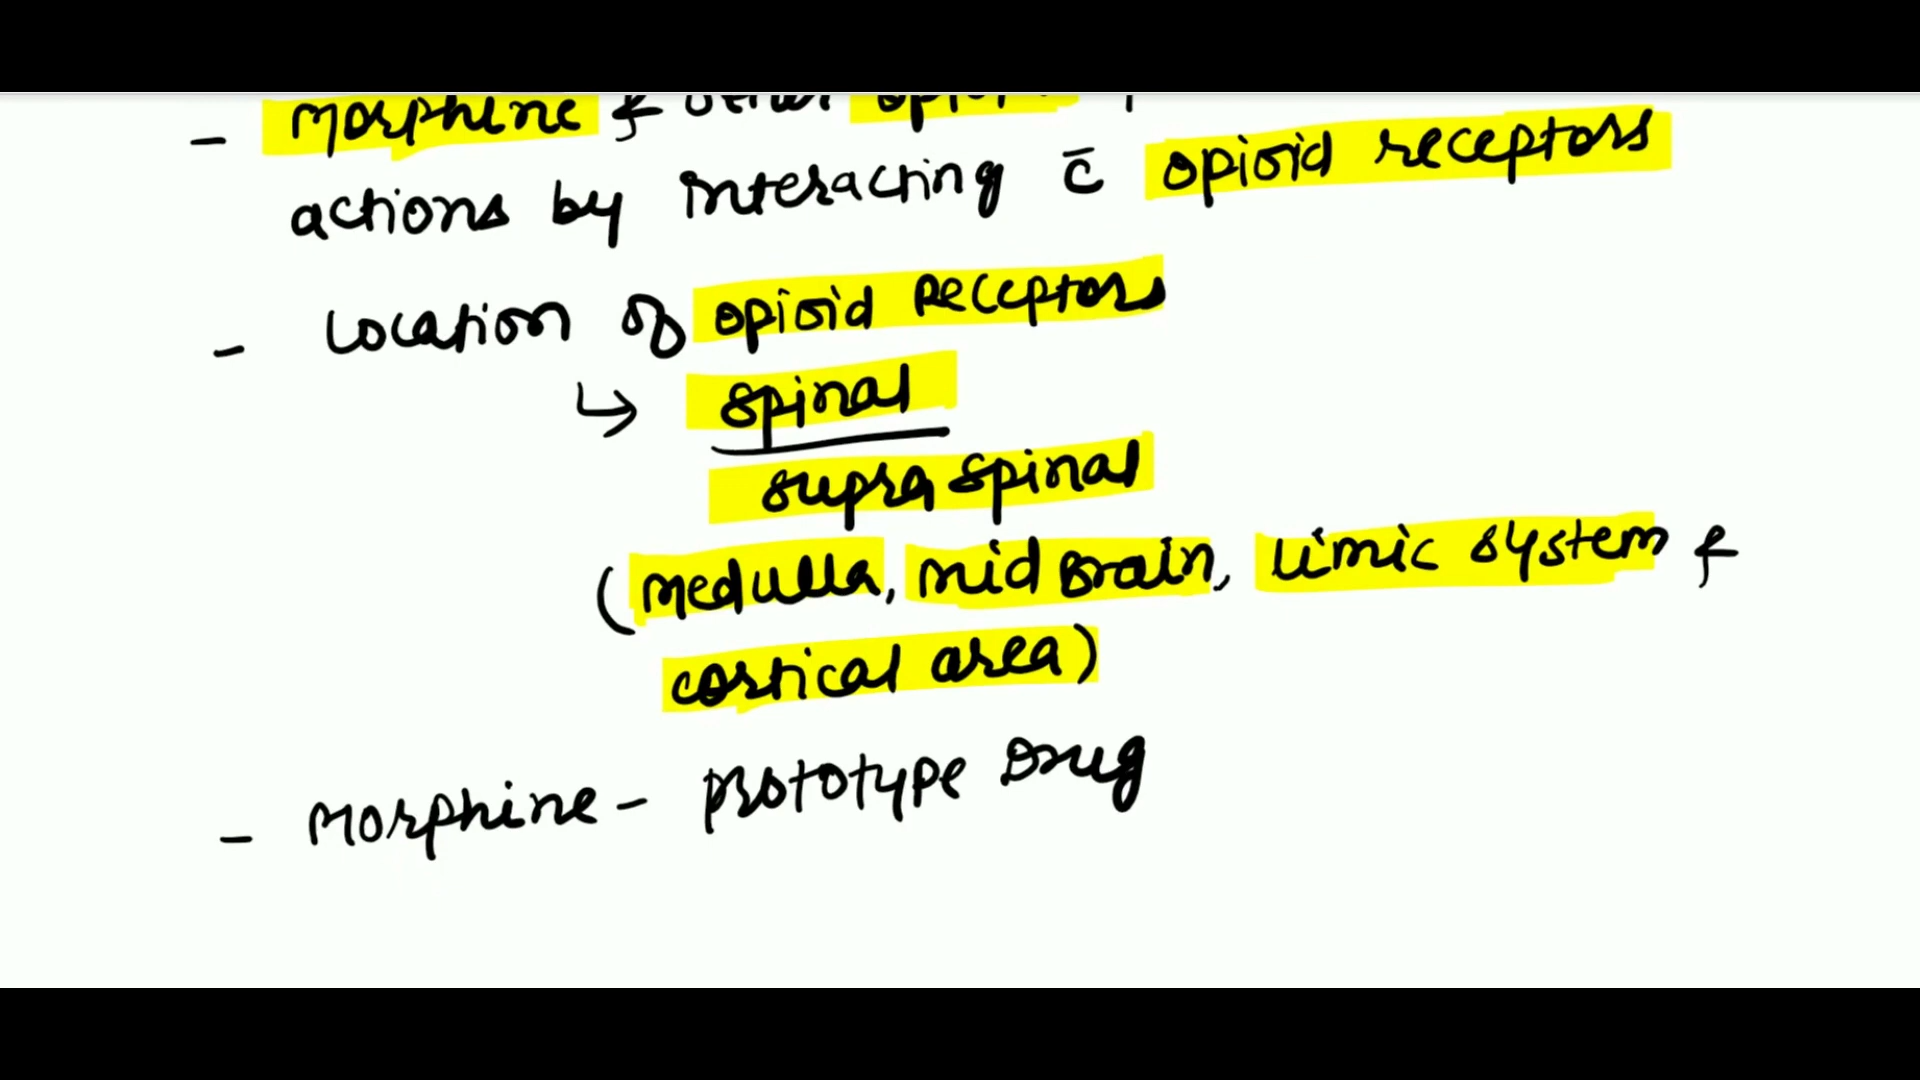 - morphine & other
actions by interacting c̄ opioid receptors
- Location of opioid Receptors
↳ spinal
supra spinal
(medulla, mid Brain, limic system &
cortical area)
- Morphine - prototype Drug